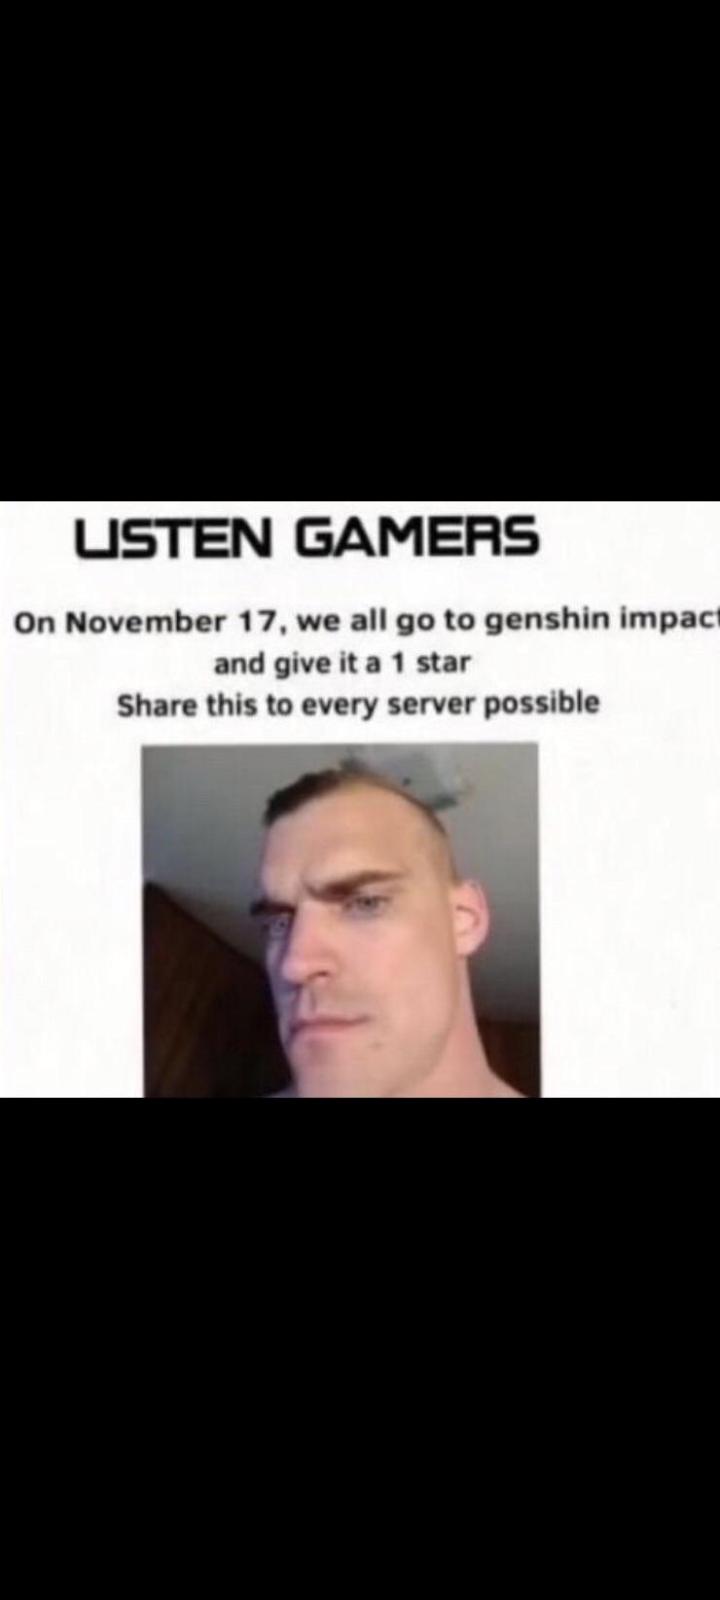 LISTEN GAMERS
On November 17, we all go to genshin impact
and give it a 1 star
Share this to every server possible